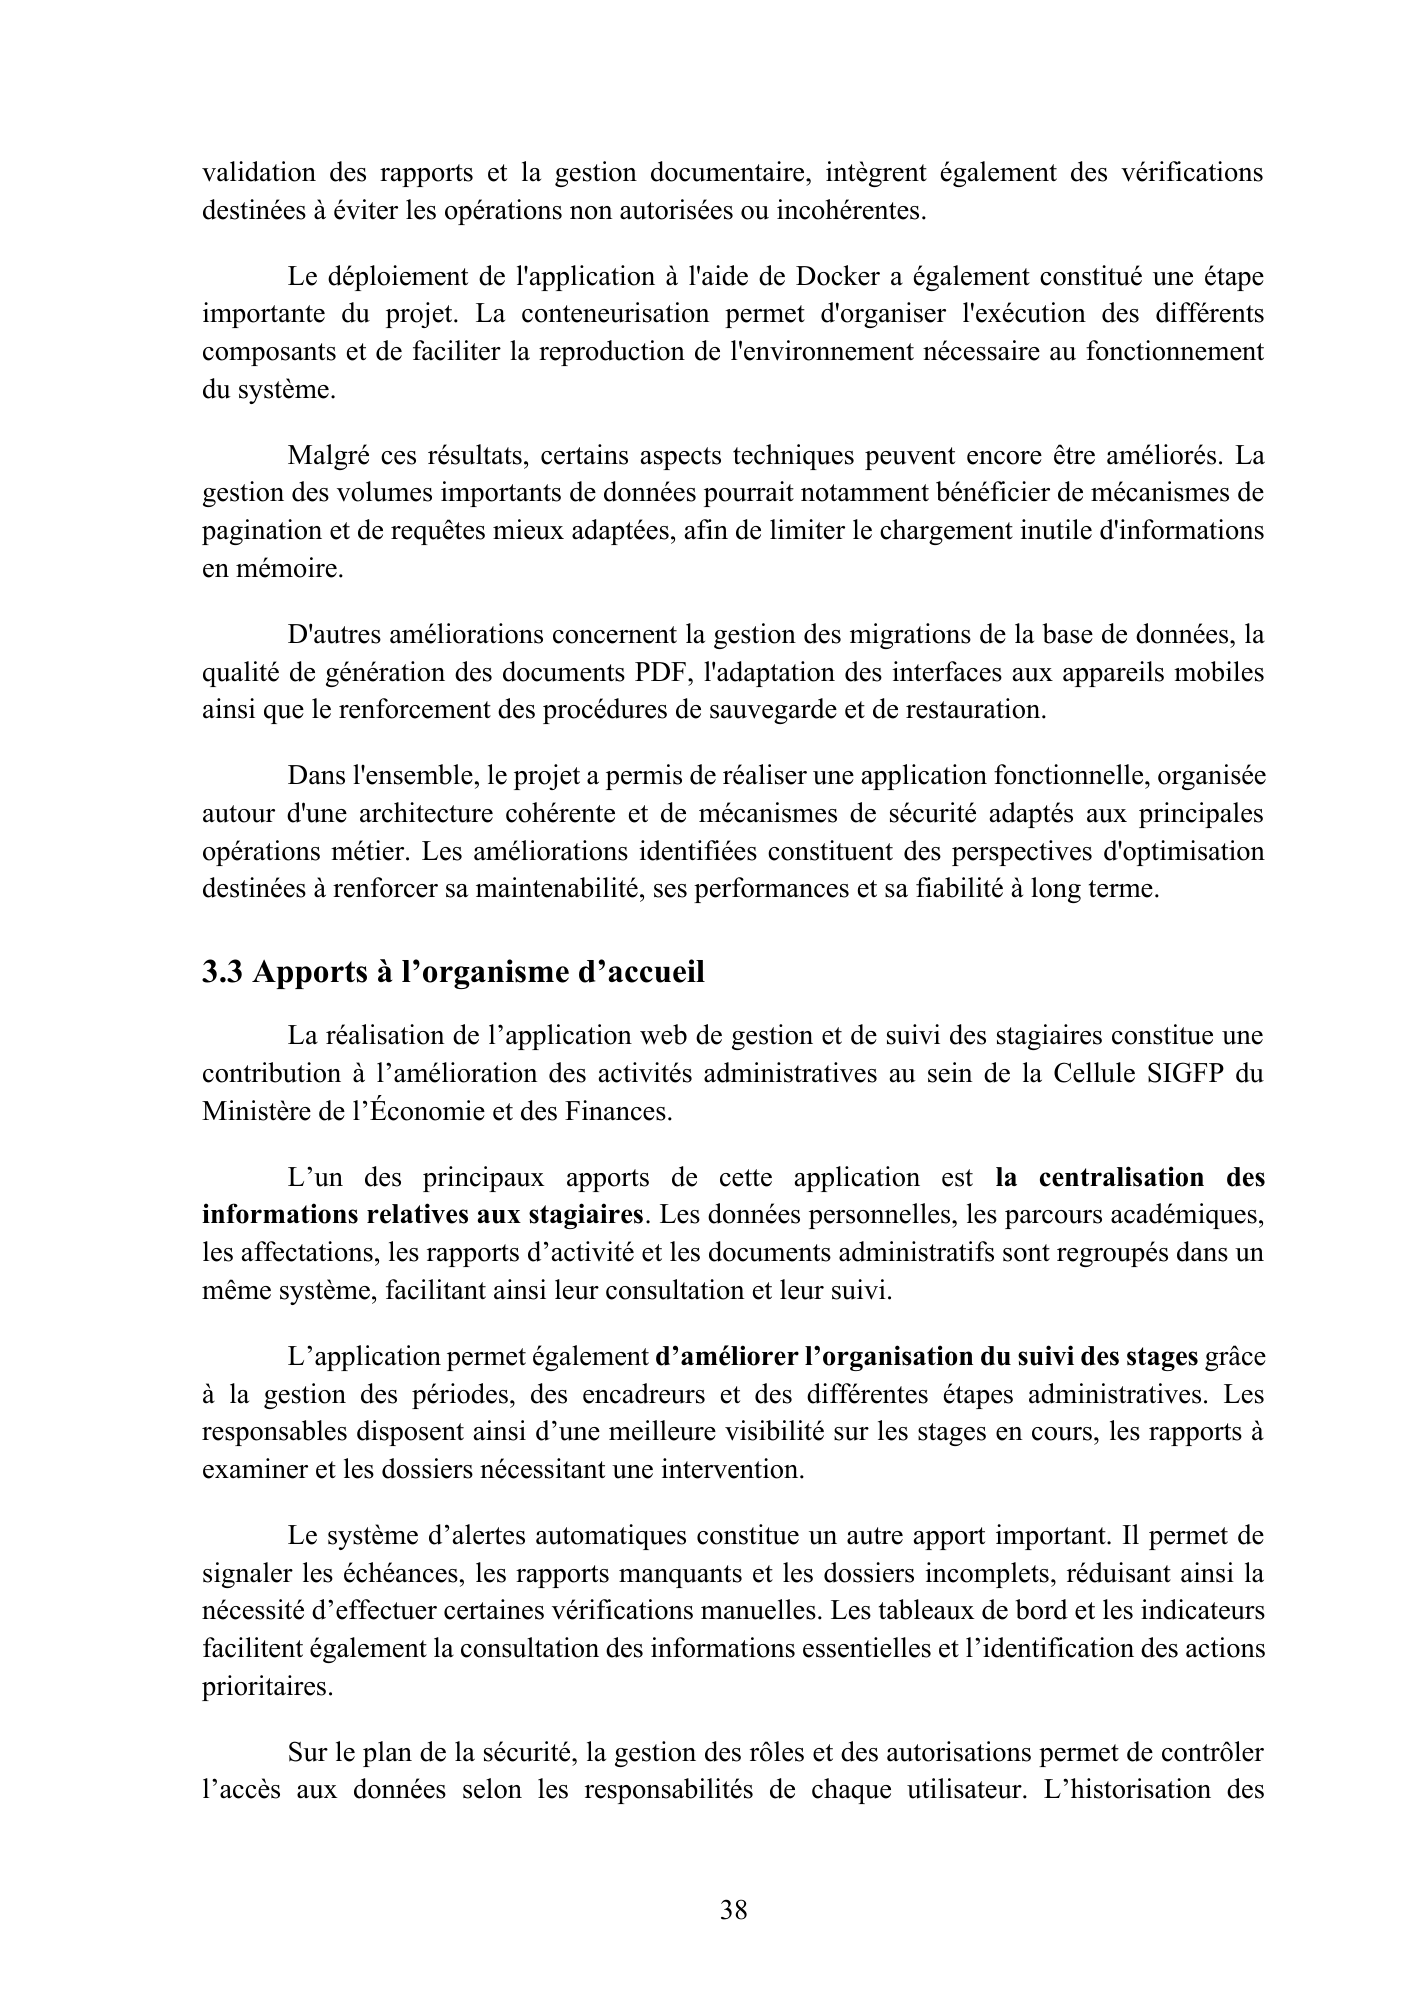 validation des rapports et la gestion documentaire, intègrent également des vérifications
destinées à éviter les opérations non autorisées ou incohérentes.
Le déploiement de l'application à l'aide de Docker a également constitué une étape
importante du projet. La conteneurisation permet d'organiser l'exécution des différents
composants et de faciliter la reproduction de l'environnement nécessaire au fonctionnement
du système.
Malgré ces résultats, certains aspects techniques peuvent encore être améliorés. La
gestion des volumes importants de données pourrait notamment bénéficier de mécanismes de
pagination et de requêtes mieux adaptées, afin de limiter le chargement inutile d'informations
en mémoire.
D'autres améliorations concernent la gestion des migrations de la base de données, la
qualité de génération des documents PDF, l'adaptation des interfaces aux appareils mobiles
ainsi que le renforcement des procédures de sauvegarde et de restauration.
Dans l'ensemble, le projet a permis de réaliser une application fonctionnelle, organisée
autour d'une architecture cohérente et de mécanismes de sécurité adaptés aux principales
opérations métier. Les améliorations identifiées constituent des perspectives d'optimisation
destinées à renforcer sa maintenabilité, ses performances et sa fiabilité à long terme.
3.3 Apports à l’organisme d’accueil
La réalisation de l’application web de gestion et de suivi des stagiaires constitue une
contribution à l’amélioration des activités administratives au sein de la Cellule SIGFP du
Ministère de l’Économie et des Finances.
L’un des principaux apports de cette application est la centralisation des
informations relatives aux stagiaires. Les données personnelles, les parcours académiques,
les affectations, les rapports d’activité et les documents administratifs sont regroupés dans un
même système, facilitant ainsi leur consultation et leur suivi.
L’application permet également d’améliorer l’organisation du suivi des stages grâce
à la gestion des périodes, des encadreurs et des différentes étapes administratives. Les
responsables disposent ainsi d’une meilleure visibilité sur les stages en cours, les rapports à
examiner et les dossiers nécessitant une intervention.
Le système d’alertes automatiques constitue un autre apport important. Il permet de
signaler les échéances, les rapports manquants et les dossiers incomplets, réduisant ainsi la
nécessité d’effectuer certaines vérifications manuelles. Les tableaux de bord et les indicateurs
facilitent également la consultation des informations essentielles et l’identification des actions
prioritaires.
Sur le plan de la sécurité, la gestion des rôles et des autorisations permet de contrôler
l’accès aux données selon les responsabilités de chaque utilisateur. L’historisation des
38